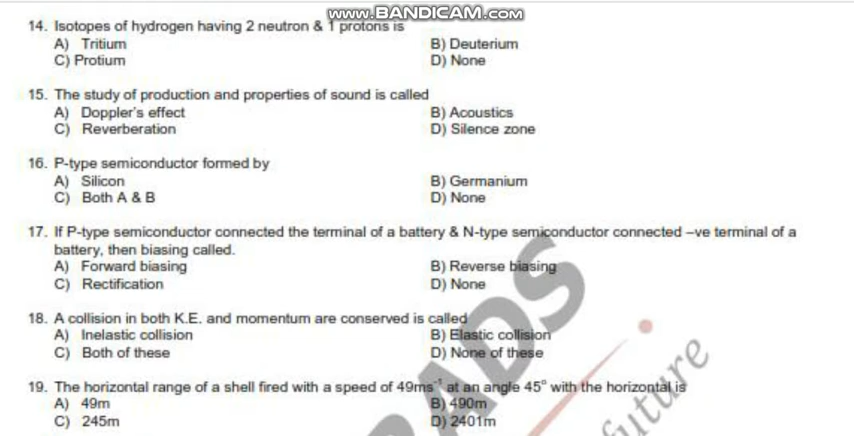 www.BANDICAM.com
14. Isotopes of hydrogen having 2 neutron & 1 protons is
A) Tritium B) Deuterium
C) Protium D) None
15. The study of production and properties of sound is called
A) Doppler's effect B) Acoustics
C) Reverberation D) Silence zone
16. P-type semiconductor formed by
A) Silicon B) Germanium
C) Both A & B D) None
17. If P-type semiconductor connected the terminal of a battery & N-type semiconductor connected –ve terminal of a
battery, then biasing called.
A) Forward biasing B) Reverse biasing
C) Rectification D) None
18. A collision in both K.E. and momentum are conserved is called
A) Inelastic collision B) Elastic collision
C) Both of these D) None of these
19. The horizontal range of a shell fired with a speed of 49ms⁻¹ at an angle 45° with the horizontal is
A) 49m B) 490m
C) 245m D) 2401m
ADS
future